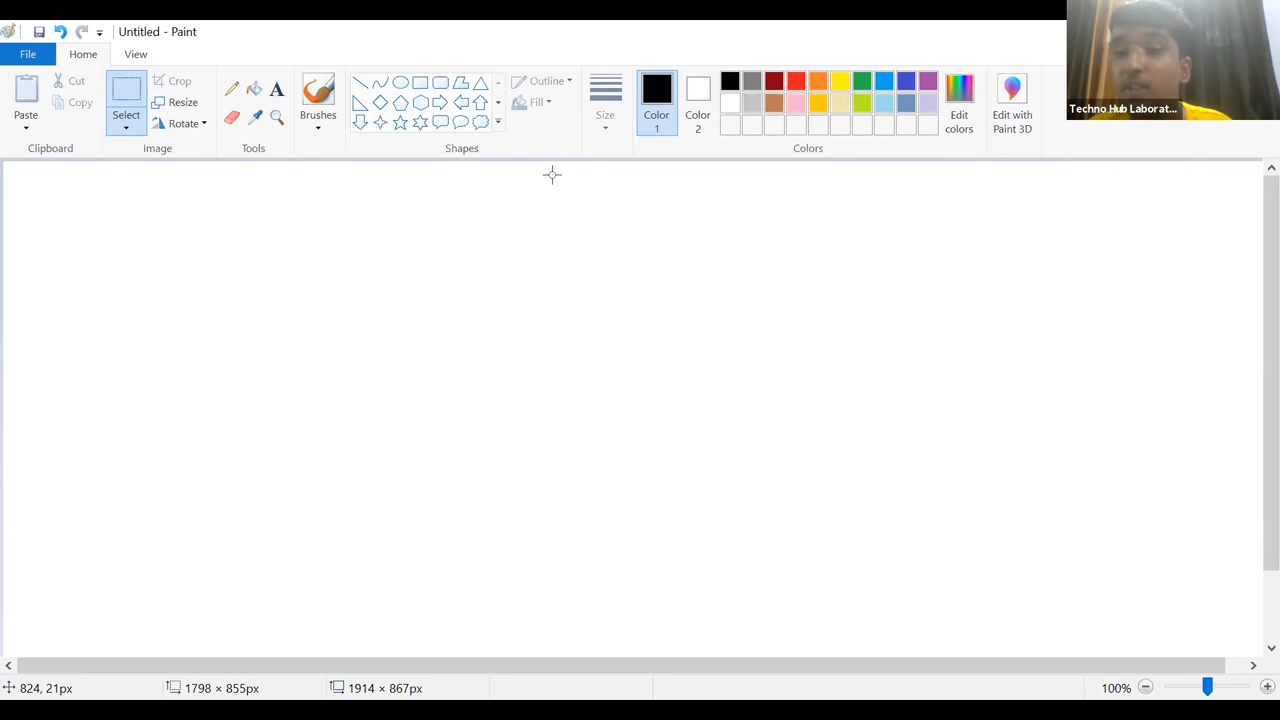 Untitled - Paint
File Home View
Paste
Cut
Copy
Clipboard
Select
Crop
Resize
Rotate
Image
A
Tools
Brushes
Shapes
Outline
Fill
Size
Color 1
Color 2
Colors
Edit colors
Edit with Paint 3D
Techno Hub Laborat...
824, 21px
1798 × 855px
1914 × 867px
100%